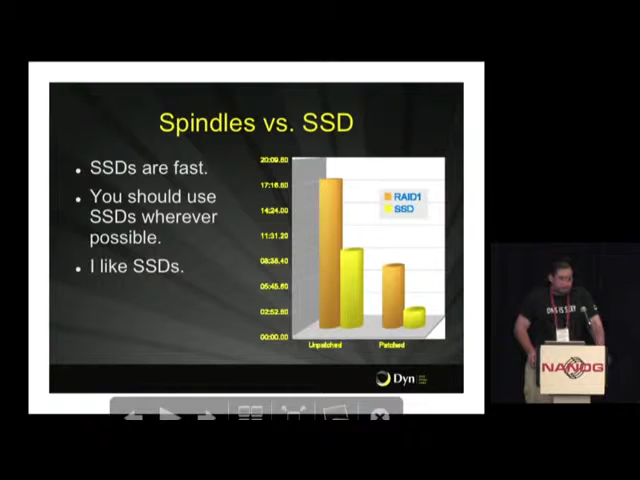 Spindles vs. SSD
SSDs are fast.
You should use
SSDs wherever
possible.
I like SSDs.
20:09.60
17:16.80
14:24.00
11:31.20
08:38.40
05:45.60
02:52.80
00:00.00
RAID1
SSD
Unpatched
Patched
Dyn
NANOG